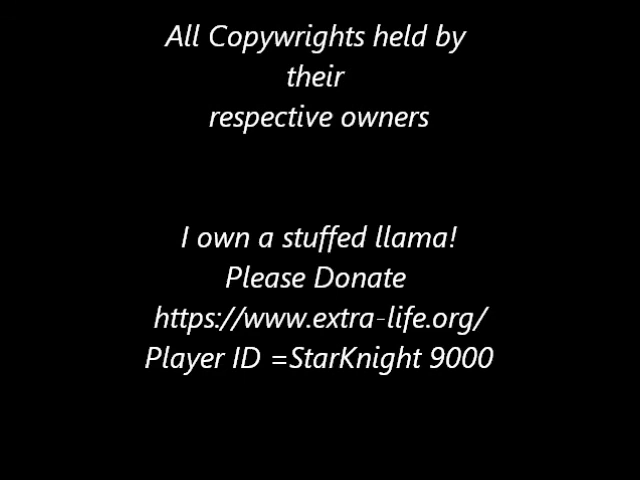 All Copywrights held by
their
respective owners
I own a stuffed llama!
Please Donate
https://www.extra-life.org/
Player ID =StarKnight 9000